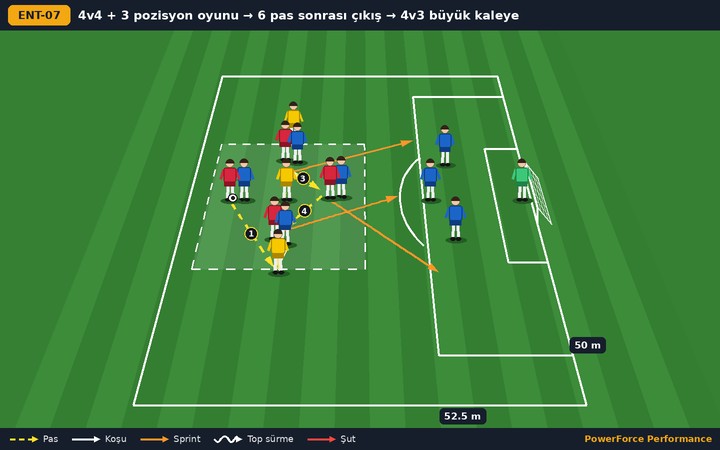 ENT-07 4v4 + 3 pozisyon oyunu → 6 pas sonrası çıkış → 4v3 büyük kaleye
3
4
1
50 m
52.5 m
Pas Koşu Sprint Top sürme Şut PowerForce Performance